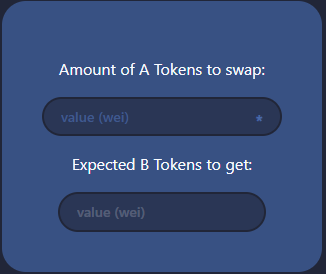 Amount of A Tokens to swap:
value (wei) *
Expected B Tokens to get:
value (wei)